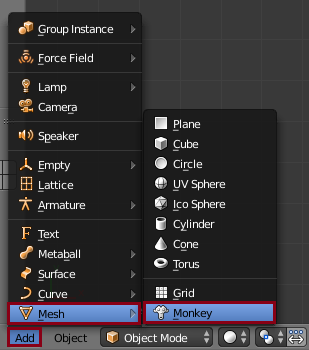 Group Instance
Force Field
Lamp
Camera
Speaker
Empty
Lattice
Armature
Text
Metaball
Surface
Curve
Mesh
Plane
Cube
Circle
UV Sphere
Ico Sphere
Cylinder
Cone
Torus
Grid
Monkey
Add Object Object Mode